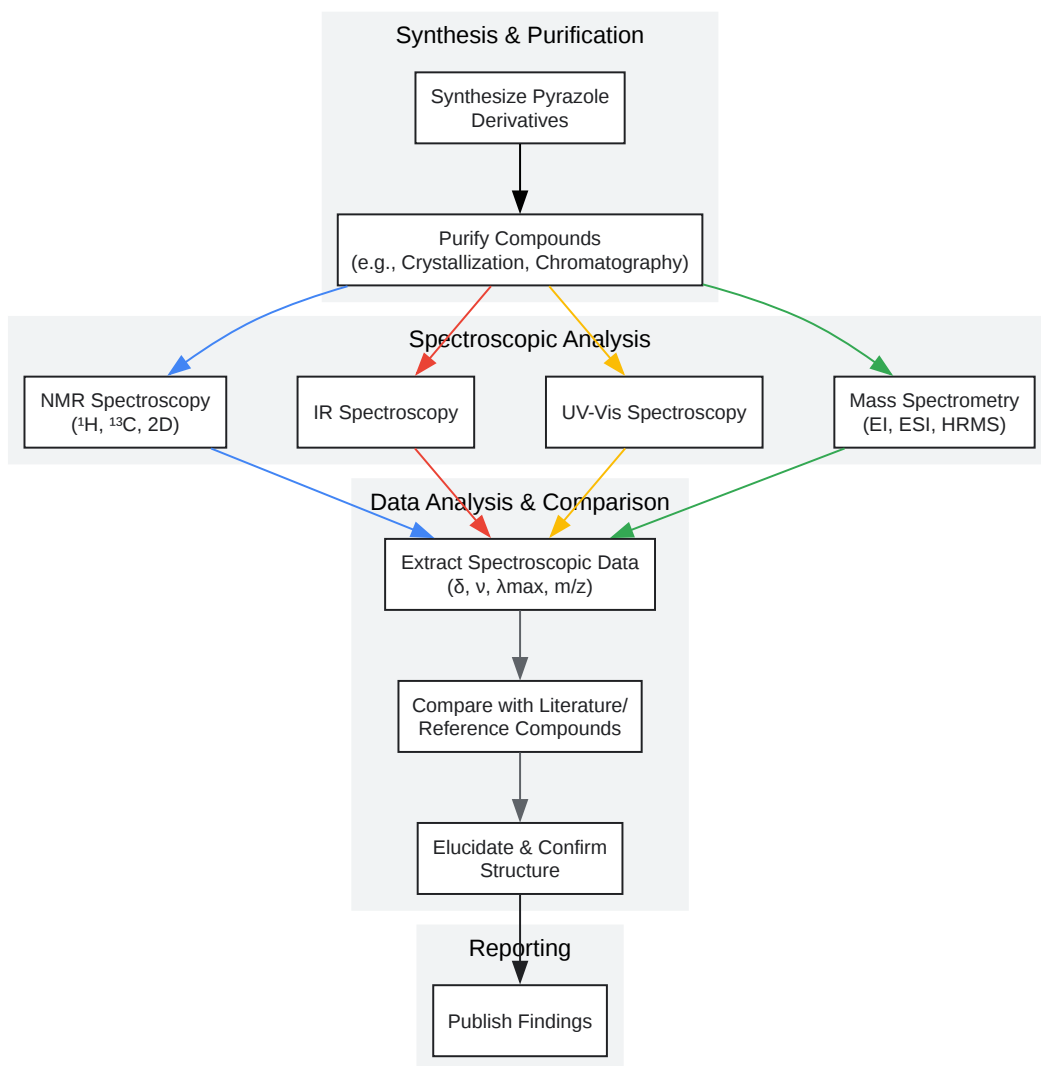 Synthesis & Purification
Synthesize Pyrazole
Derivatives
Purify Compounds
(e.g., Crystallization, Chromatography)
Spectroscopic Analysis
NMR Spectroscopy
(¹H, ¹³C, 2D)
IR Spectroscopy
UV-Vis Spectroscopy
Mass Spectrometry
(EI, ESI, HRMS)
Data Analysis & Comparison
Extract Spectroscopic Data
(δ, ν, λmax, m/z)
Compare with Literature/
Reference Compounds
Elucidate & Confirm
Structure
Reporting
Publish Findings